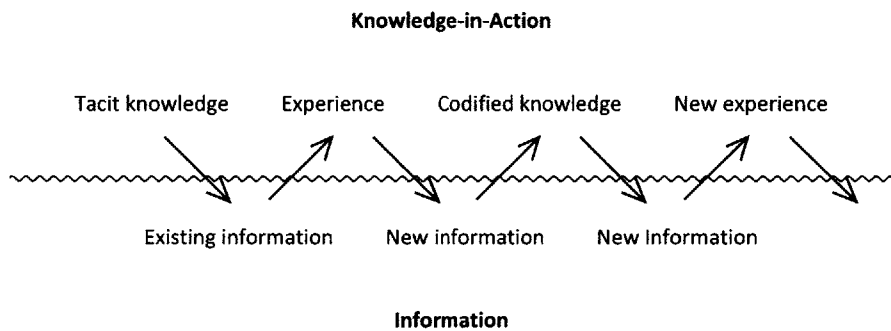 Knowledge-in-Action
Tacit knowledge Experience Codified knowledge New experience
Existing information New information New Information
Information